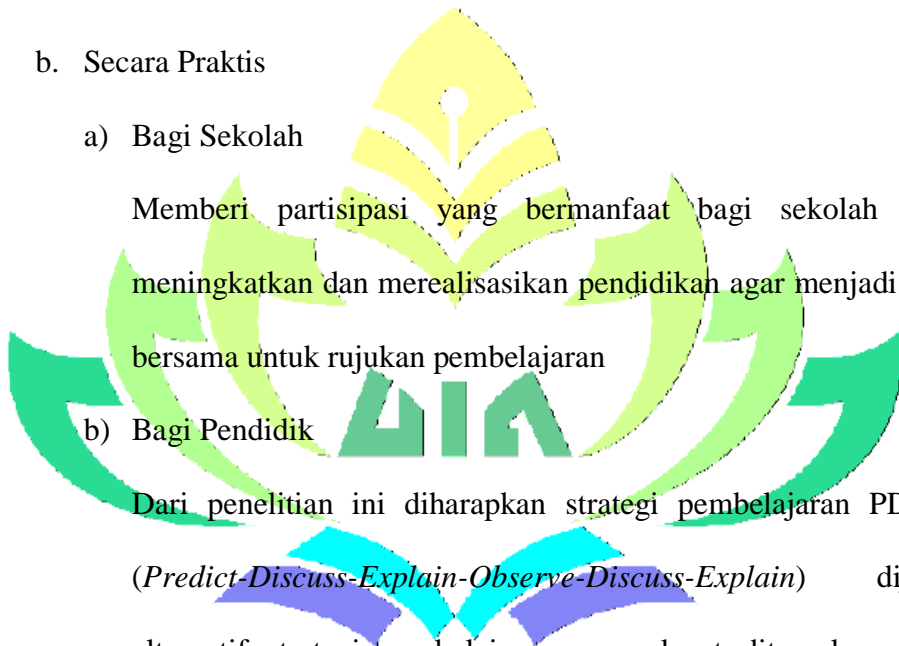 b. Secara Praktis
a) Bagi Sekolah
Memberi partisipasi yang bermanfaat bagi sekolah
meningkatkan dan merealisasikan pendidikan agar menjadi
bersama untuk rujukan pembelajaran
b) Bagi Pendidik
Dari penelitian ini diharapkan strategi pembelajaran
(Predict-Discuss-Explain-Observe-Discuss-Explain)